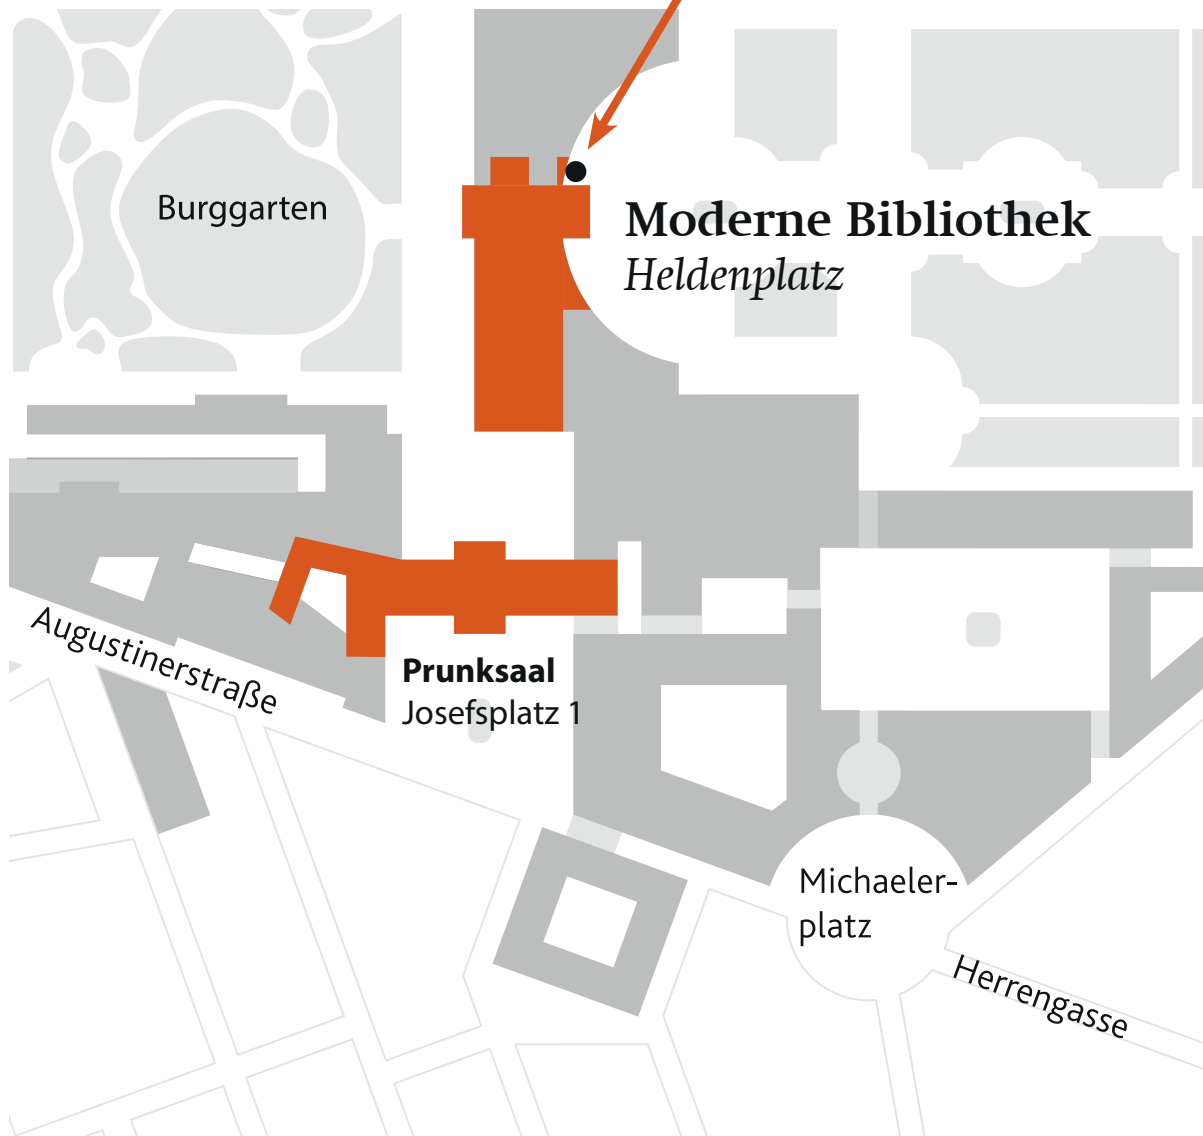 Burggarten
Moderne Bibliothek
Heldenplatz
Augustinerstraße
Prunksaal
Josefsplatz 1
Michaeler-
platz
Herrengasse